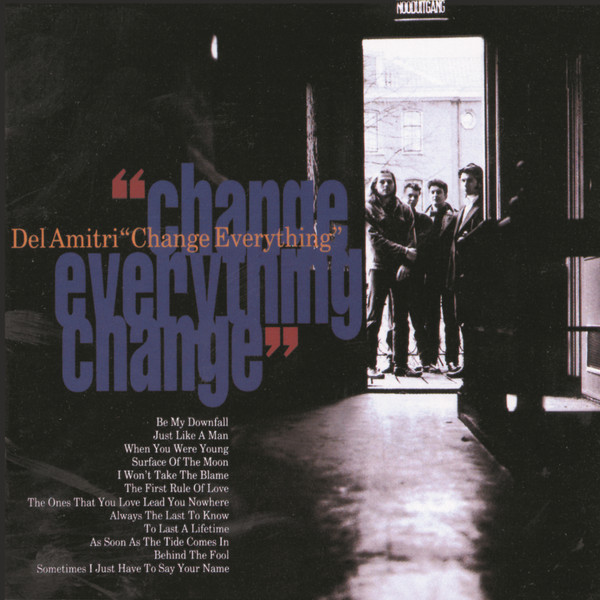 NOODUITGANG
"change
Del Amitri "Change Everything"
everything
change"
Be My Downfall
Just Like A Man
When You Were Young
Surface Of The Moon
I Won't Take The Blame
The First Rule Of Love
The Ones That You Love Lead You Nowhere
Always The Last To Know
To Last A Lifetime
As Soon As The Tide Comes In
Behind The Fool
Sometimes I Just Have To Say Your Name